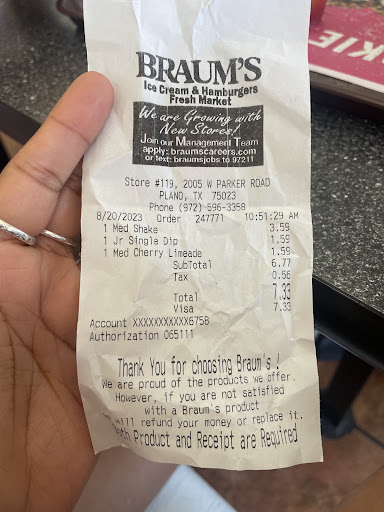 BRAUM'S
Ice Cream & Hamburgers
Fresh Market
We are Growing with
New Stores!
Join our Management Team
apply: braumscareers.com
or text: braumsjobs to 97211
Store #119, 2005 W PARKER ROAD
PLANO, TX 75023
Phone (972) 596-3358
8/20/2023 Order 247771 10:51:29 AM
1 Med Shake 3.59
1 Jr Single Dip 1.59
1 Med Cherry Limeade 1.59
SubTotal 6.77
Tax 0.56
Total 7.33
Visa 7.33
Account XXXXXXXXXXX6758
Authorization 065111
Thank You for choosing Braum's !
We are proud of the products we offer.
However, if you are not satisfied
with a Braum's product
will refund your money or replace it.
Both Product and Receipt are Required
KIE